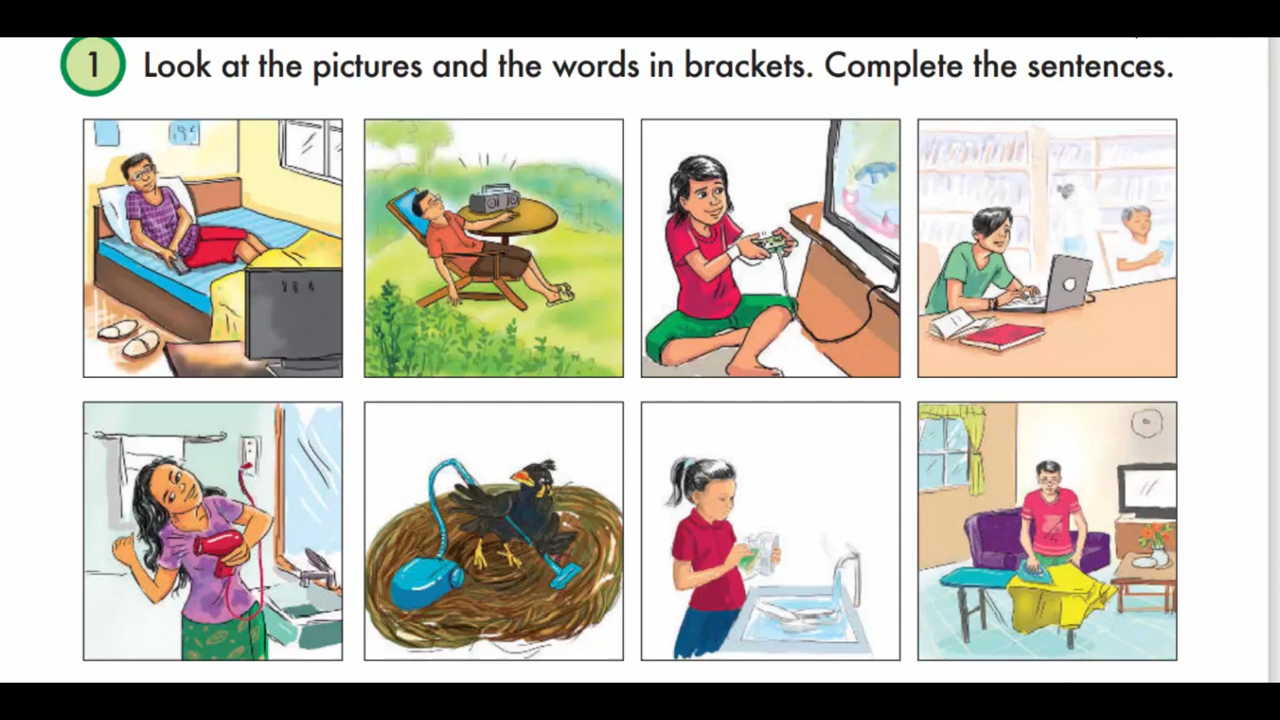 1 Look at the pictures and the words in brackets. Complete the sentences.